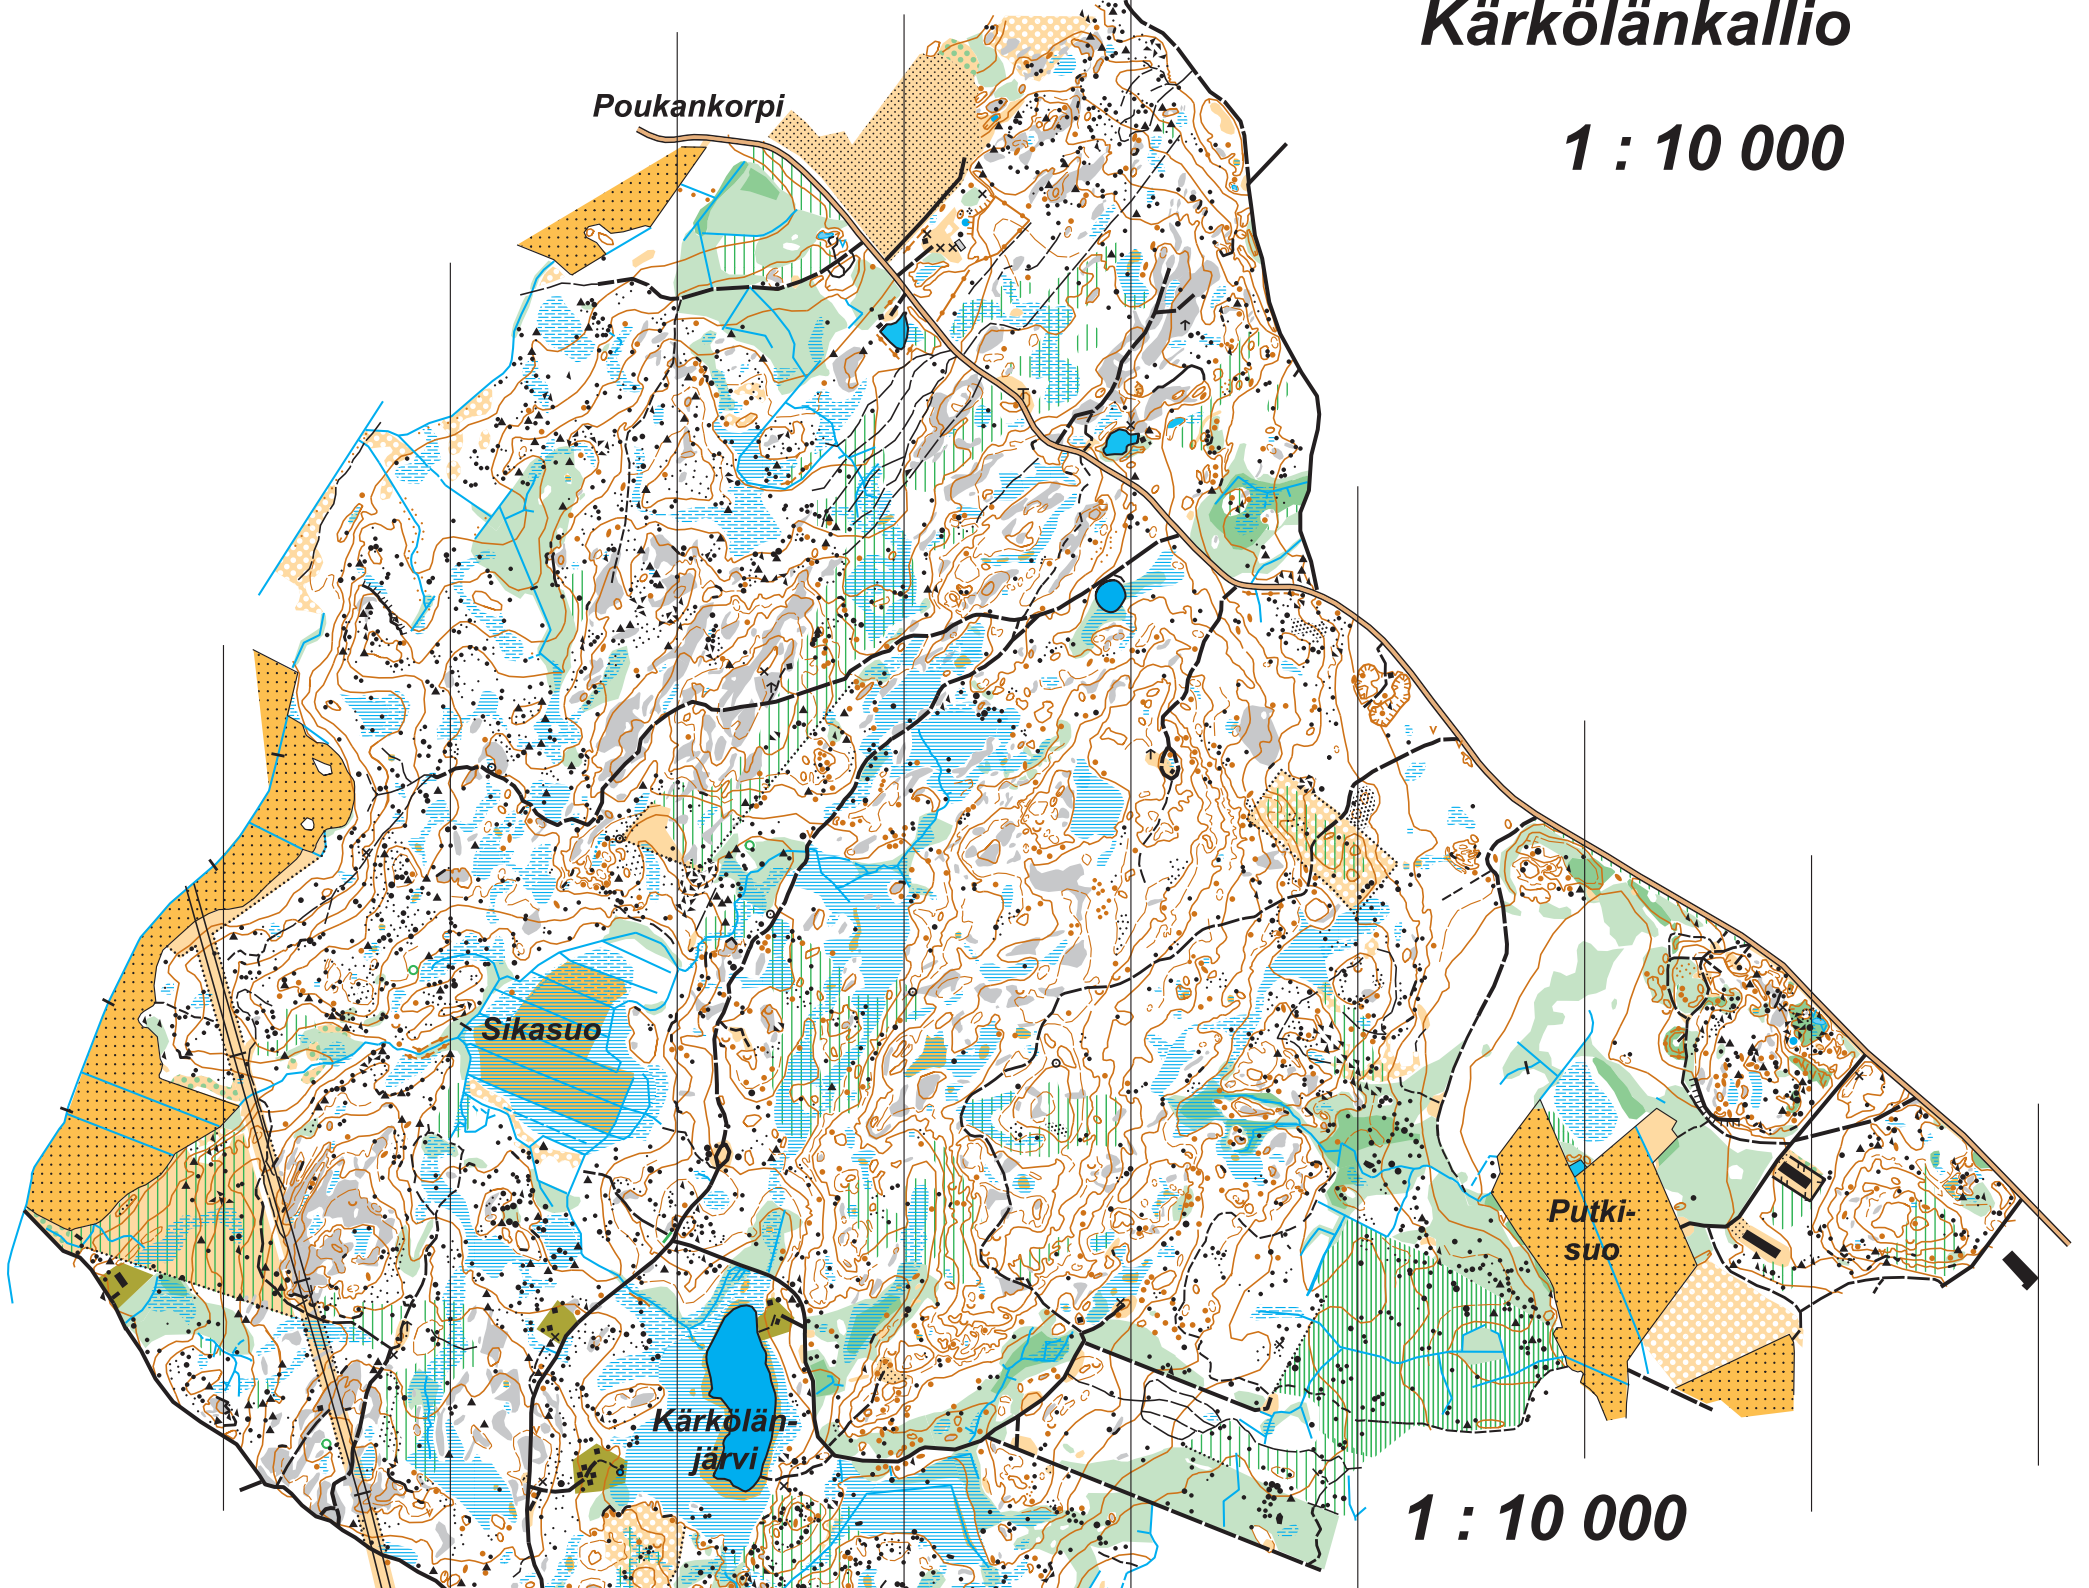 Kärkölänkallio
Poukankorpi
1 : 10 000
Sikasuo
Putki-
suo
Kärkölän-
järvi
1 : 10 000